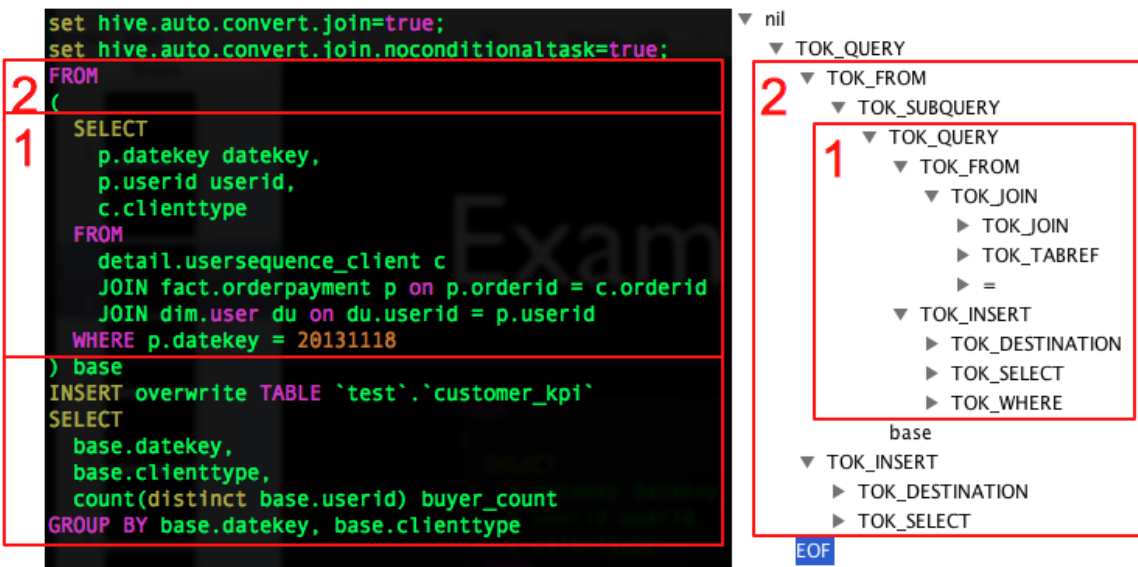 set hive.auto.convert.join=true;
set hive.auto.convert.join.noconditionaltask=true;
2
FROM
(
1
SELECT
p.datekey datekey,
p.userid userid,
c.clienttype
FROM
detail.usersequence_client c
JOIN fact.orderpayment p on p.orderid = c.orderid
JOIN dim.user du on du.userid = p.userid
WHERE p.datekey = 20131118
) base
INSERT overwrite TABLE `test`.`customer_kpi`
SELECT
base.datekey,
base.clienttype,
count(distinct base.userid) buyer_count
GROUP BY base.datekey, base.clienttype
Exam
nil
TOK_QUERY
2
TOK_FROM
TOK_SUBQUERY
1
TOK_QUERY
TOK_FROM
TOK_JOIN
TOK_JOIN
TOK_TABREF
=
TOK_INSERT
TOK_DESTINATION
TOK_SELECT
TOK_WHERE
base
TOK_INSERT
TOK_DESTINATION
TOK_SELECT
EOF